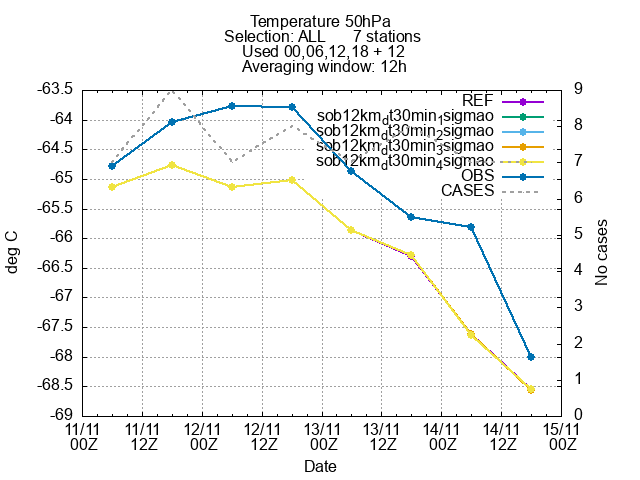 Temperature 50hPa
Selection: ALL 7 stations
Used 00,06,12,18 + 12
Averaging window: 12h
REF
sob12km_dt30min_1sigmao
sob12km_dt30min_2sigmao
sob12km_dt30min_3sigmao
sob12km_dt30min_4sigmao
OBS
CASES
deg C
-63.5
-64
-64.5
-65
-65.5
-66
-66.5
-67
-67.5
-68
-68.5
-69
9
8
7
6
5
4
3
2
1
0
No cases
11/11 11/11 12/11 12/11 13/11 13/11 14/11 14/11 15/11
00Z 12Z 00Z 12Z 00Z 12Z 00Z 12Z 00Z
Date